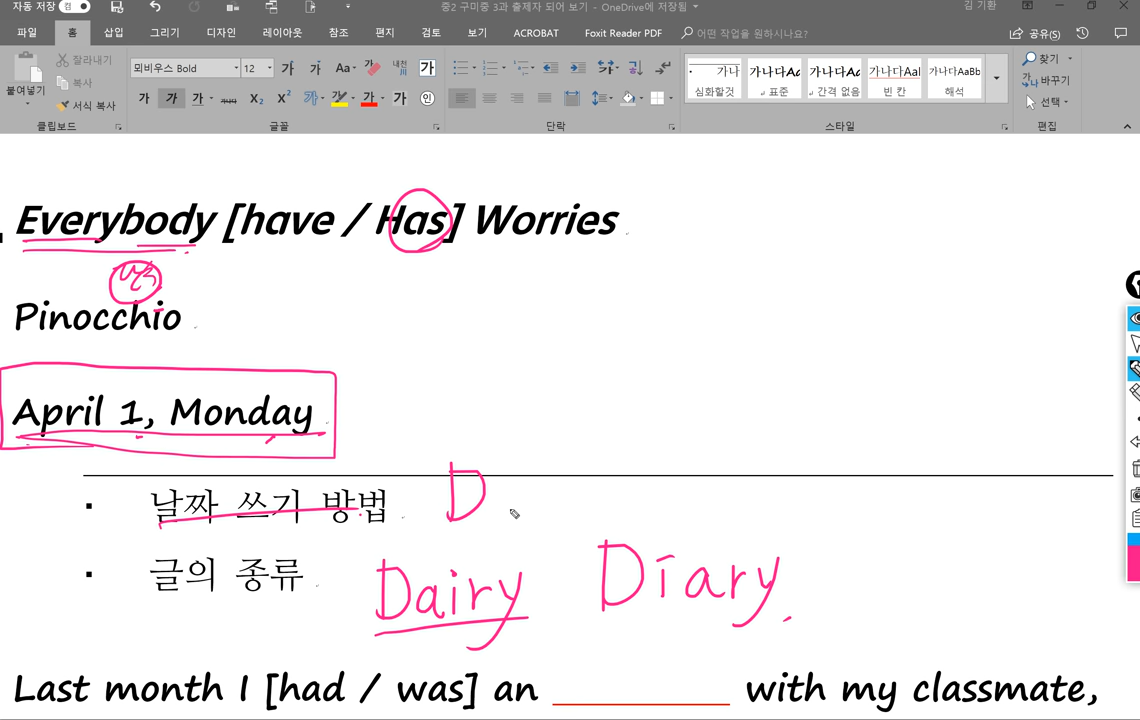 자동 저장 켬 중2 구미중 3과 출제자 되어 보기 - OneDrive에 저장됨 김 기환
파일 홈 삽입 그리기 디자인 레이아웃 참조 편지 검토 보기 ACROBAT Foxit Reader PDF 어떤 작업을 원하시나요? 공유(S)
붙여넣기 잘라내기 복사 서식 복사
뫼비우스 Bold 12 가 가 Aa 가 내천 가
가 가 가 가가가 X₂ X² 가 가 가 가 인
가나 가나다Aa 가나다Aa 가나다Aal 가나다AaBb
심화할것 표준 간격 없음 빈 칸 해석
찾기 바꾸기 선택
클립보드 글꼴 단락 스타일 편집
Everybody [have / Has] Worries
Pinocchio
April 1, Monday
날짜 쓰기 방법 D
글의 종류 Dairy Diary
Last month I [had / was] an __________ with my classmate,